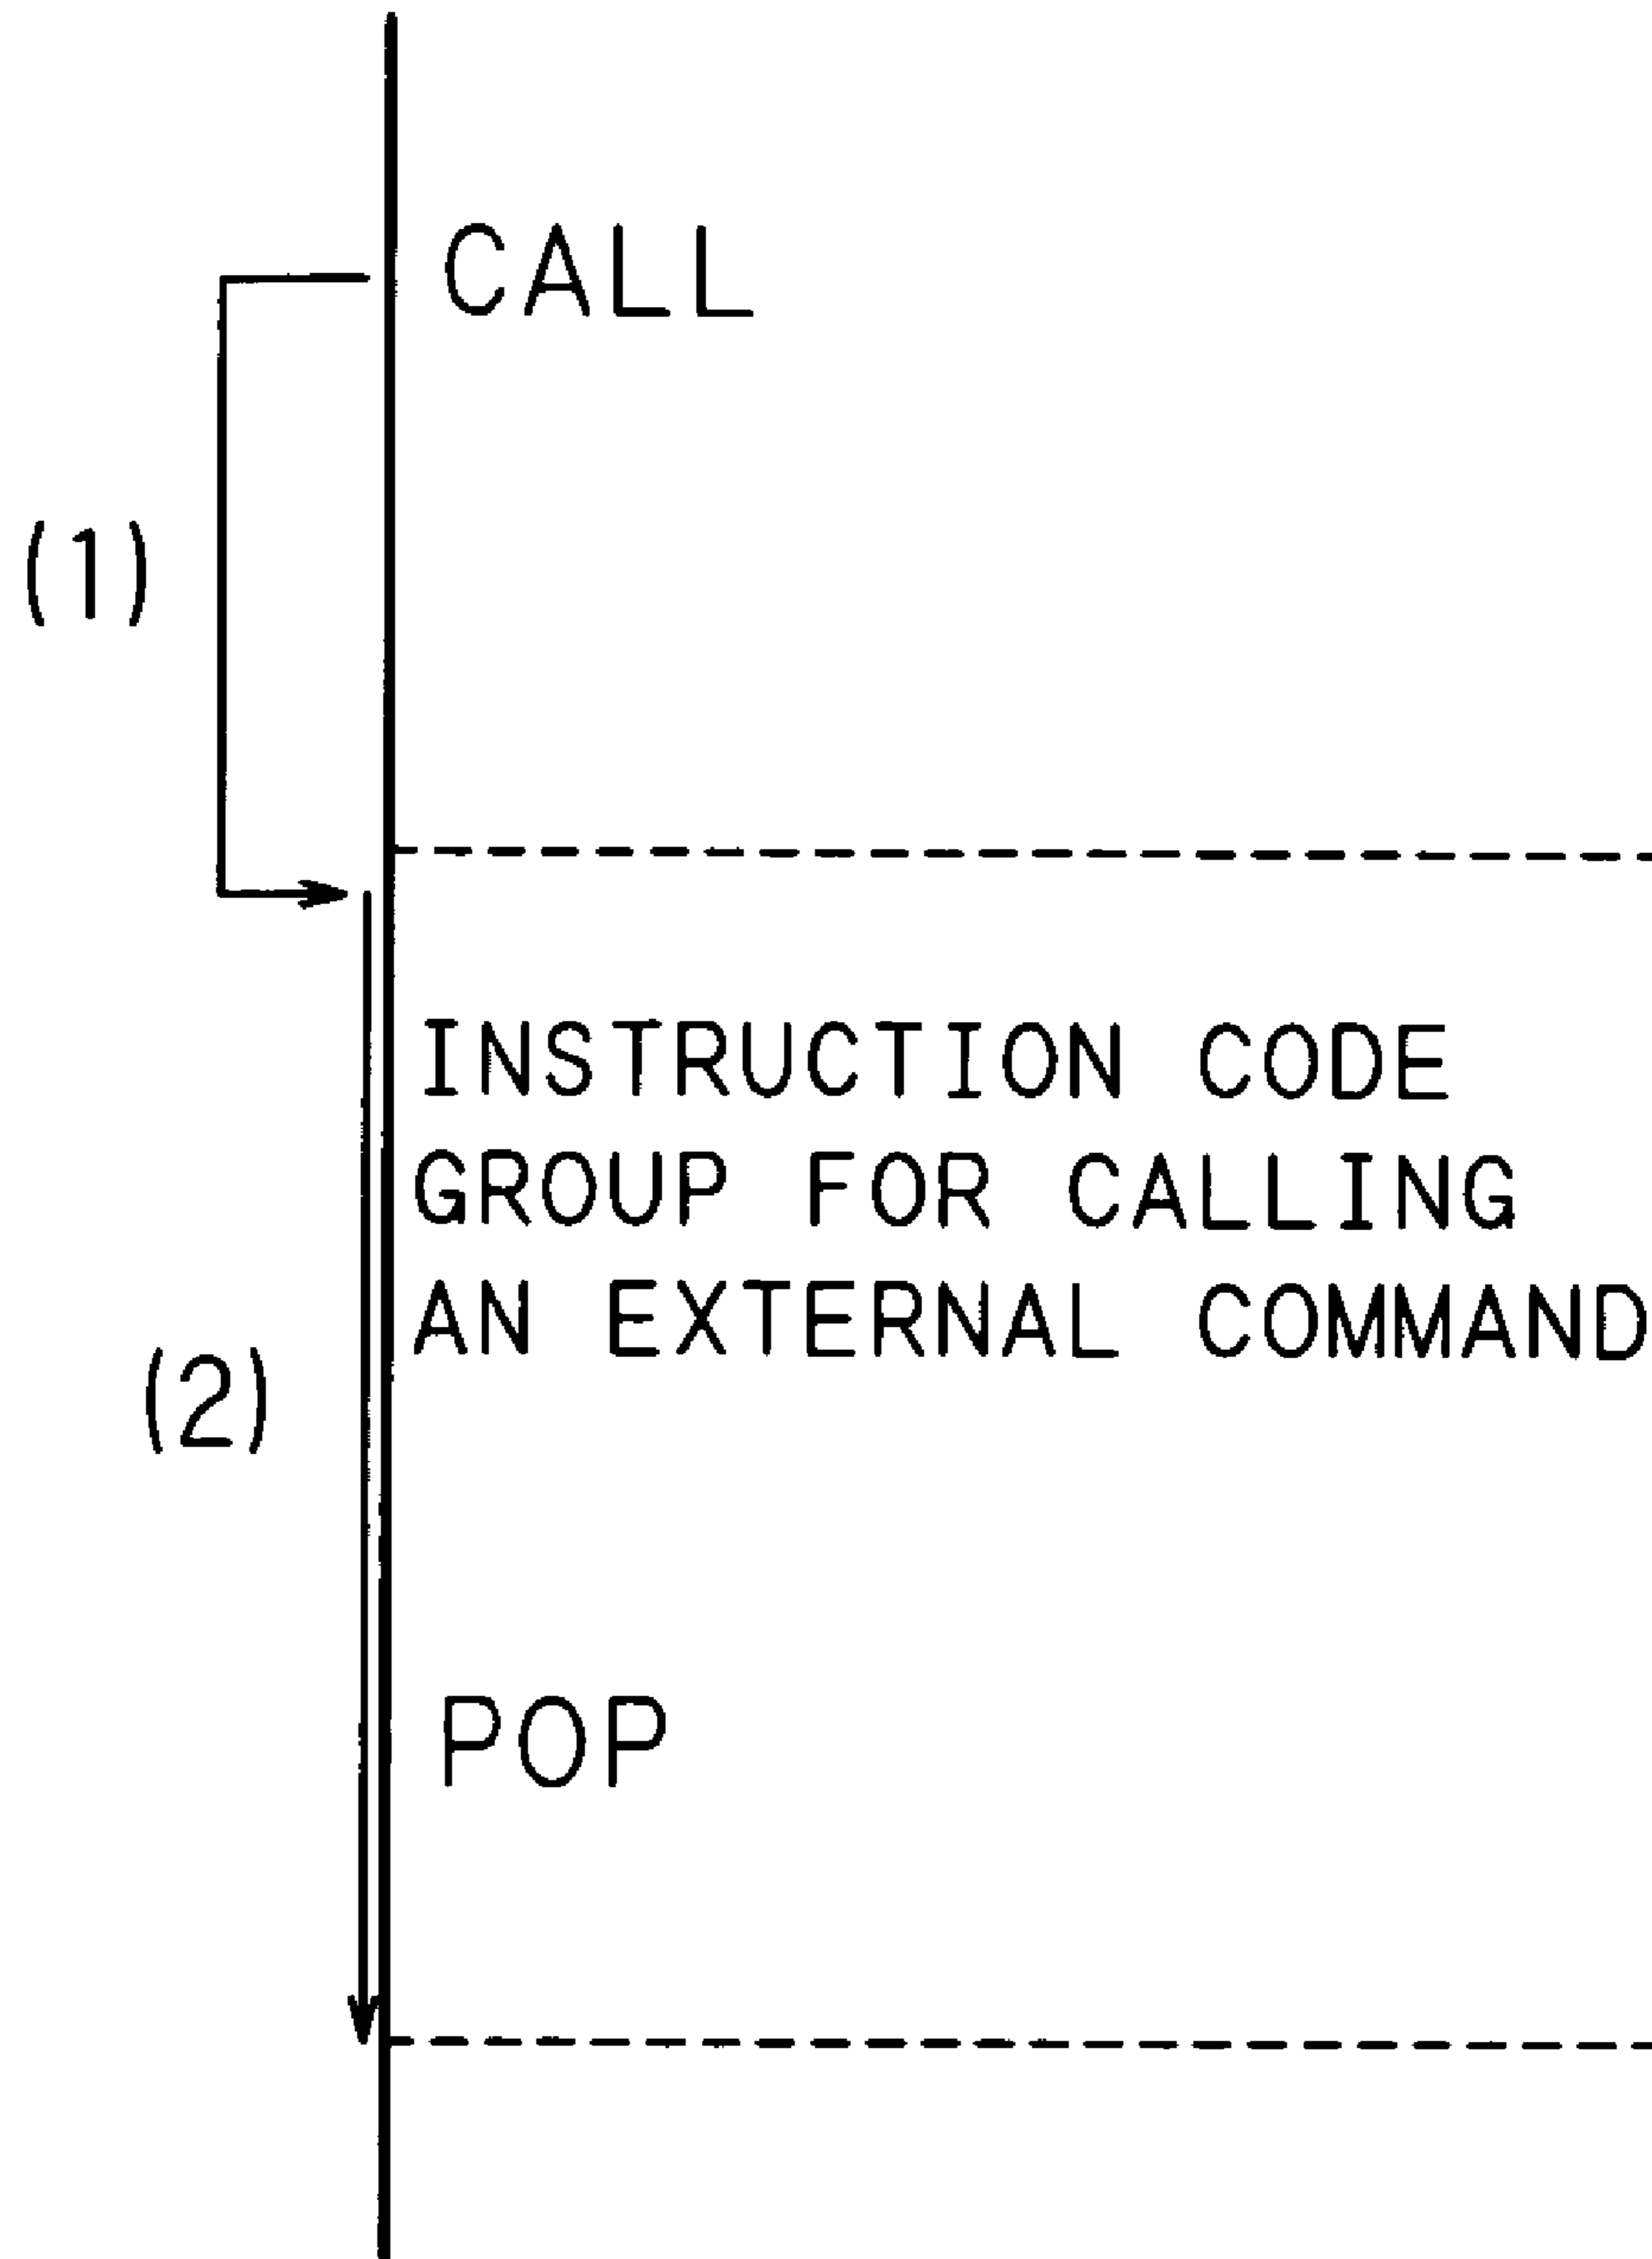 CALL
(1)
INSTRUCTION CODE
GROUP FOR CALLING
AN EXTERNAL COMMAND
(2)
POP